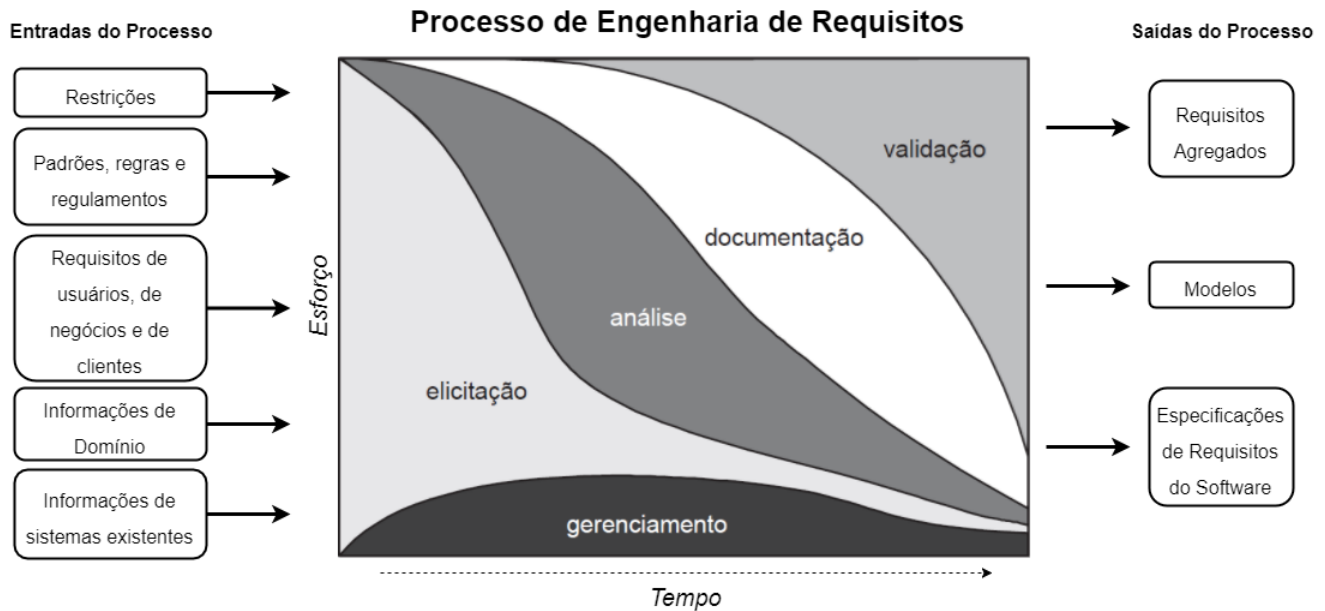 Processo de Engenharia de Requisitos
Entradas do Processo
Restrições
Padrões, regras e
regulamentos
Requisitos de
usuários, de
negócios e de
clientes
Informações de
Domínio
Informações de
sistemas existentes
Esforço
elicitação
análise
documentação
validação
gerenciamento
Tempo
Saídas do Processo
Requisitos
Agregados
Modelos
Especificações
de Requisitos
do Software